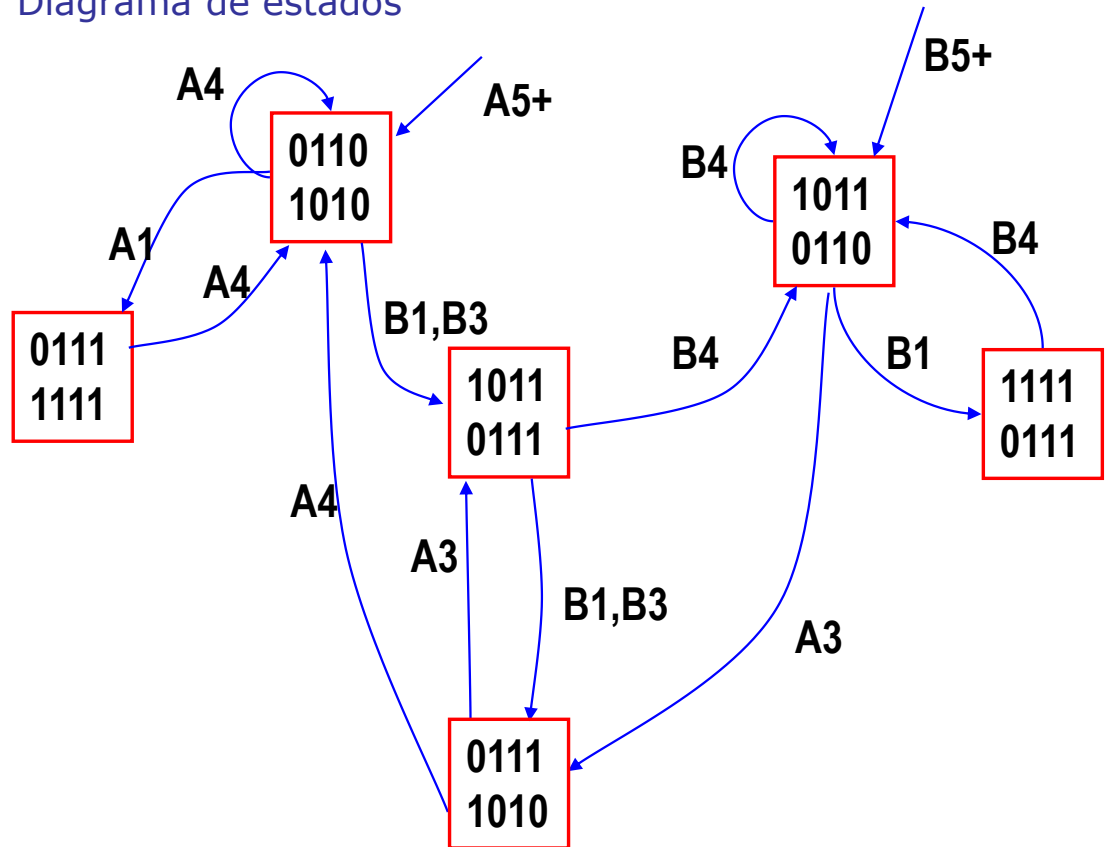 Diagrama de estados
A4
A5+
B5+
0110
1010
B4
1011
0110
A1
A4
B4
B1,B3
0111
1111
B4
B1
1011
0111
1111
0111
A4
A3
B1,B3
A3
0111
1010